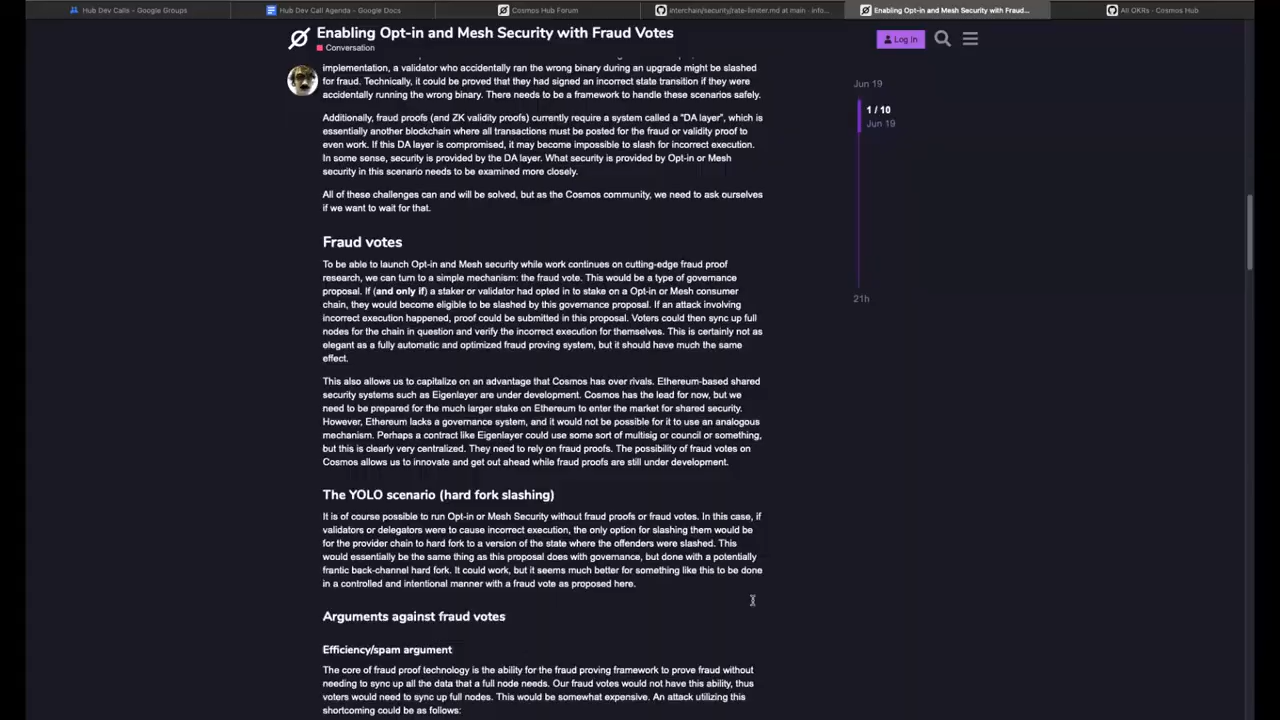 Hub Dev Calls - Google Groups
Hub Dev Call Agenda - Google Docs
Cosmos Hub Forum
interchain/security/rate-limiter.md at main · info...
Enabling Opt-in and Mesh Security with Fraud...
All OKRs - Cosmos Hub
Enabling Opt-in and Mesh Security with Fraud Votes
Conversation
Log In
implementation, a validator who accidentally ran the wrong binary during an upgrade might be slashed
for fraud. Technically, it could be proved that they had signed an incorrect state transition if they were
accidentally running the wrong binary. There needs to be a framework to handle these scenarios safely.
Additionally, fraud proofs (and ZK validity proofs) currently require a system called a "DA layer", which is
essentially another blockchain where all transactions must be posted for the fraud or validity proof to
even work. If this DA layer is compromised, it may become impossible to slash for incorrect execution.
In some sense, security is provided by the DA layer. What security is provided by Opt-in or Mesh
security in this scenario needs to be examined more closely.
All of these challenges can and will be solved, but as the Cosmos community, we need to ask ourselves
if we want to wait for that.
Fraud votes
To be able to launch Opt-in and Mesh security while work continues on cutting-edge fraud proof
research, we can turn to a simple mechanism: the fraud vote. This would be a type of governance
proposal. If (and only if) a staker or validator had opted in to stake on a Opt-in or Mesh consumer
chain, they would become eligible to be slashed by this governance proposal. If an attack involving
incorrect execution happened, proof could be submitted in this proposal. Voters could then sync up full
nodes for the chain in question and verify the incorrect execution for themselves. This is certainly not as
elegant as a fully automatic and optimized fraud proving system, but it should have much the same
effect.
This also allows us to capitalize on an advantage that Cosmos has over rivals. Ethereum-based shared
security systems such as Eigenlayer are under development. Cosmos has the lead for now, but we
need to be prepared for the much larger stake on Ethereum to enter the market for shared security.
However, Ethereum lacks a governance system, and it would not be possible for it to use an analogous
mechanism. Perhaps a contract like Eigenlayer could use some sort of multisig or council or something,
but this is clearly very centralized. They need to rely on fraud proofs. The possibility of fraud votes on
Cosmos allows us to innovate and get out ahead while fraud proofs are still under development.
The YOLO scenario (hard fork slashing)
It is of course possible to run Opt-in or Mesh Security without fraud proofs or fraud votes. In this case, if
validators or delegators were to cause incorrect execution, the only option for slashing them would be
for the provider chain to hard fork to a version of the state where the offenders were slashed. This
would essentially be the same thing as this proposal does with governance, but done with a potentially
frantic back-channel hard fork. It could work, but it seems much better for something like this to be done
in a controlled and intentional manner with a fraud vote as proposed here.
Arguments against fraud votes
Efficiency/spam argument
The core of fraud proof technology is the ability for the fraud proving framework to prove fraud without
needing to sync up all the data that a full node needs. Our fraud votes would not have this ability, thus
voters would need to sync up full nodes. This would be somewhat expensive. An attack utilizing this
shortcoming could be as follows:
Jun 19
1 / 10
Jun 19
21h